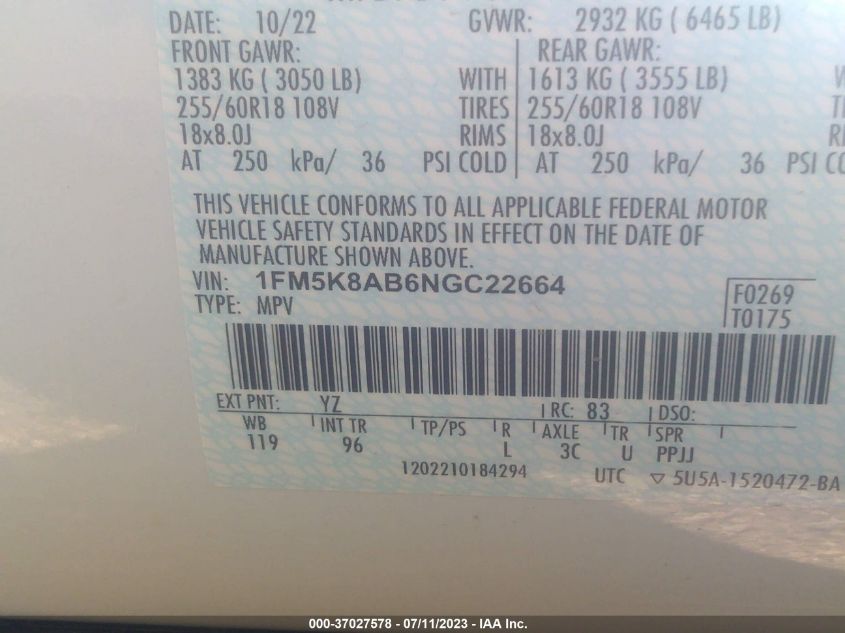 DATE: 10/22 GVWR: 2932 KG ( 6465 LB)
FRONT GAWR: REAR GAWR:
1383 KG ( 3050 LB) WITH 1613 KG ( 3555 LB)
255/60R18 108V TIRES 255/60R18 108V
18x8.0J RIMS 18x8.0J
AT 250 kPa/ 36 PSI COLD AT 250 kPa/ 36 PSI CO
THIS VEHICLE CONFORMS TO ALL APPLICABLE FEDERAL MOTOR
VEHICLE SAFETY STANDARDS IN EFFECT ON THE DATE OF
MANUFACTURE SHOWN ABOVE.
VIN: 1FM5K8AB6NGC22664
TYPE: MPV
F0269
T0175
EXT PNT: YZ RC: 83 DSO:
WB INT TR TP/PS R AXLE TR SPR
119 96 L 3C U PPJJ
1202210184294 UTC ▽ 5U5A-1520472-BA
000-37027578 - 07/11/2023 - IAA Inc.